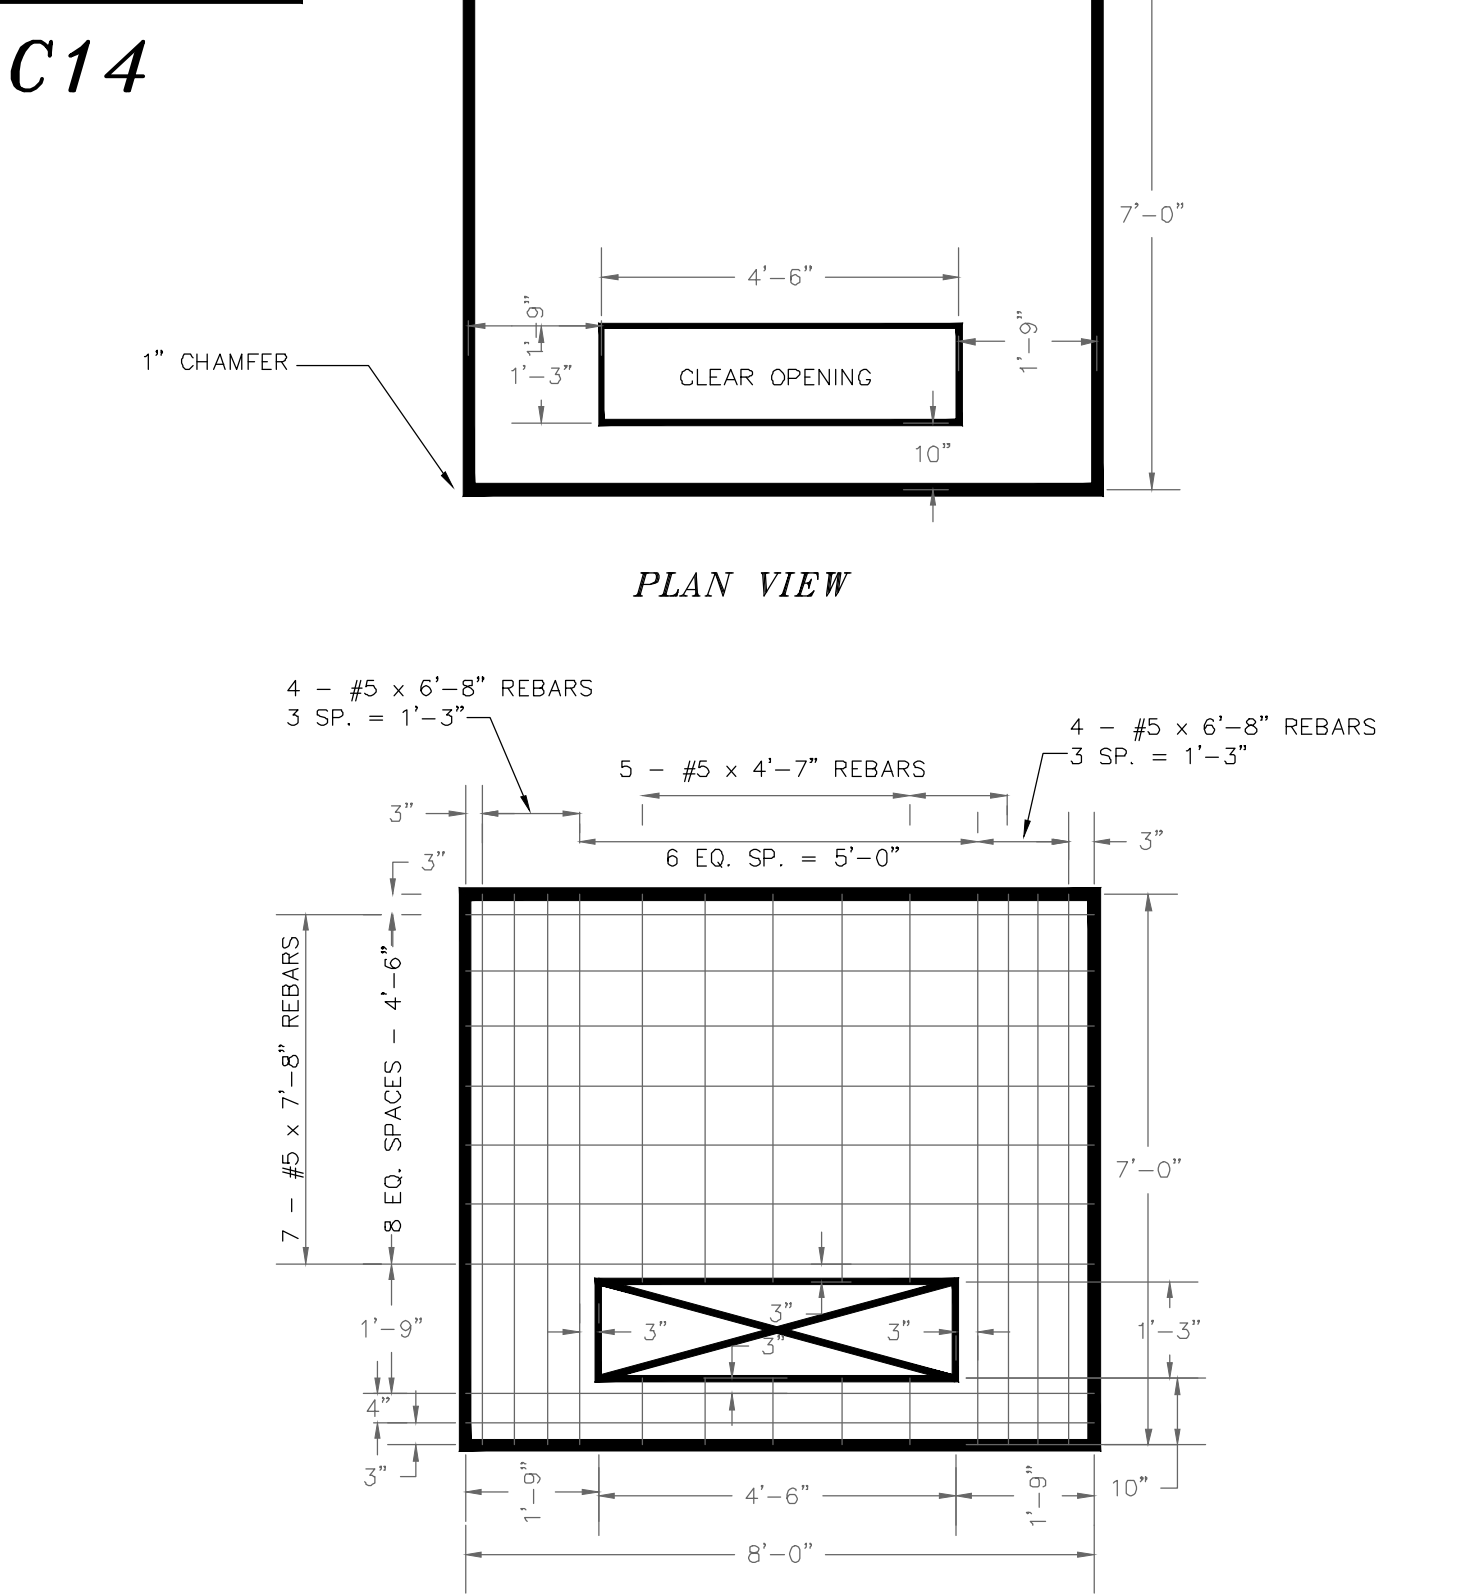 C14
7'-0"
4'-6"
1'-9"
1'-9"
1" CHAMFER
1'-3"
CLEAR OPENING
10"
PLAN VIEW
4 - #5 x 6'-8" REBARS
3 SP. = 1'-3"
4 - #5 x 6'-8" REBARS
3 SP. = 1'-3"
5 - #5 x 4'-7" REBARS
3"
6 EQ. SP. = 5'-0"
3"
3"
7 - #5 x 7'-8" REBARS
8 EQ. SPACES - 4'-6"
7'-0"
1'-9"
3"
3"
3"
3"
1'-3"
4"
3"
1'-9"
4'-6"
1'-9"
10"
8'-0"